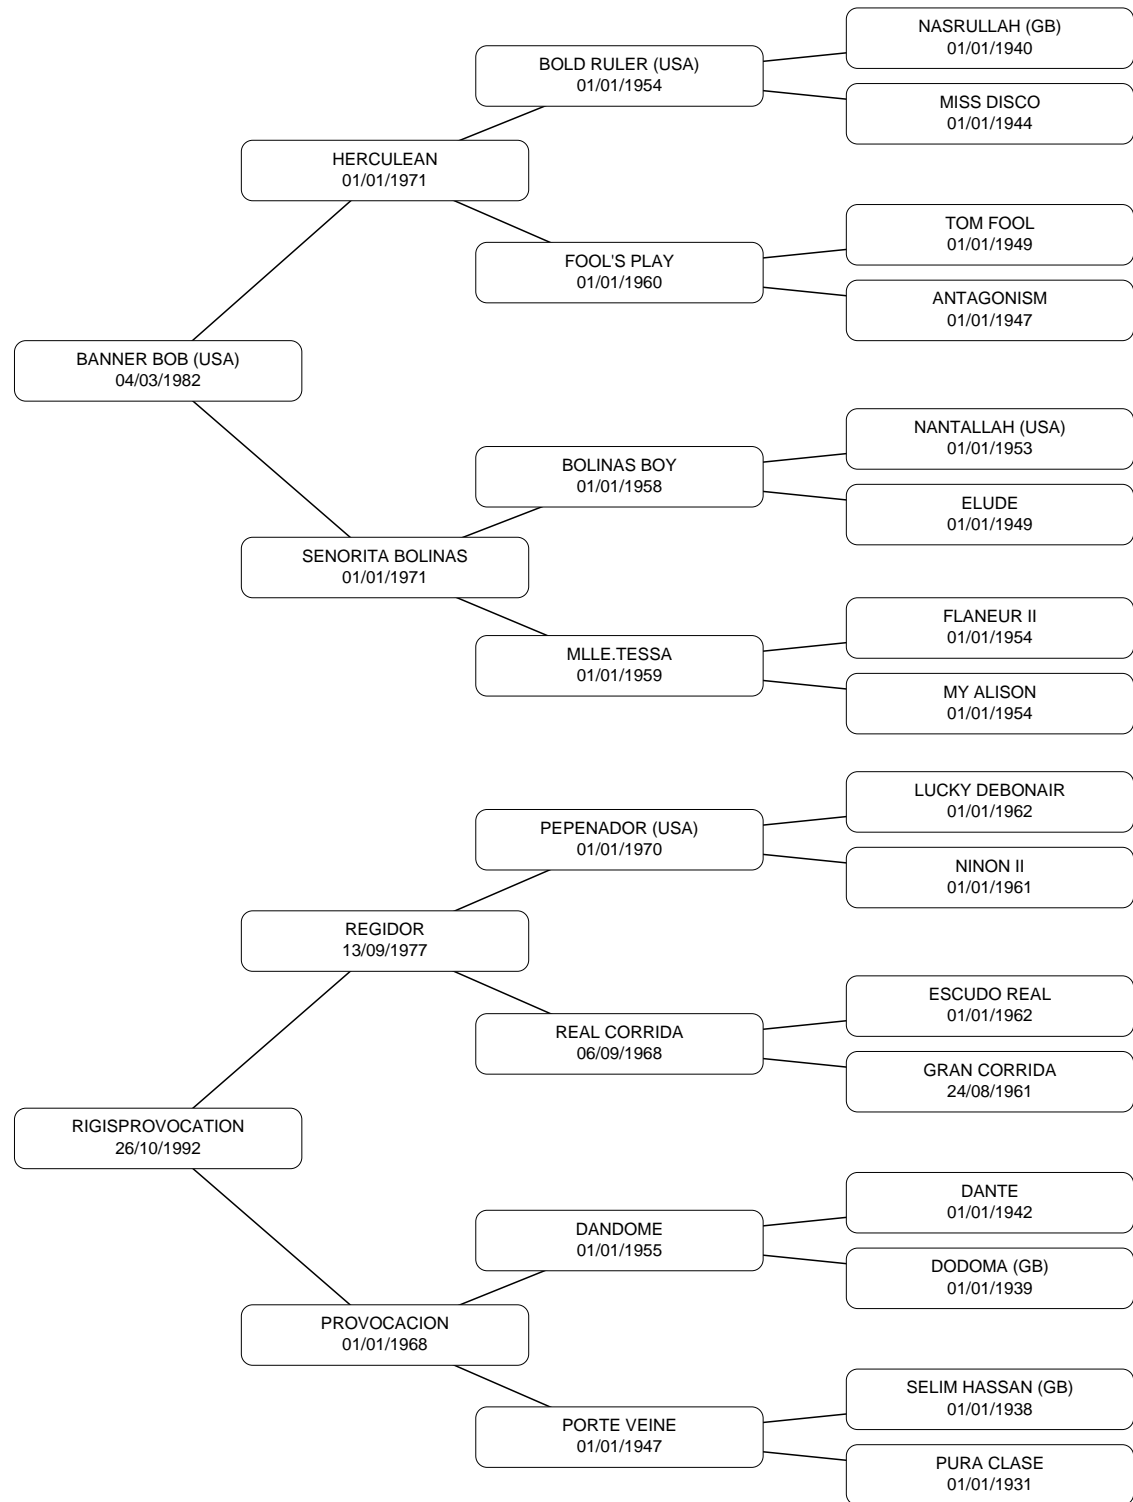 NASRULLAH (GB)
01/01/1940
BOLD RULER (USA)
01/01/1954
MISS DISCO
01/01/1944
HERCULEAN
01/01/1971
TOM FOOL
01/01/1949
FOOL'S PLAY
01/01/1960
ANTAGONISM
01/01/1947
BANNER BOB (USA)
04/03/1982
NANTALLAH (USA)
01/01/1953
BOLINAS BOY
01/01/1958
ELUDE
01/01/1949
SENORITA BOLINAS
01/01/1971
FLANEUR II
01/01/1954
MLLE.TESSA
01/01/1959
MY ALISON
01/01/1954
LUCKY DEBONAIR
01/01/1962
PEPENADOR (USA)
01/01/1970
NINON II
01/01/1961
REGIDOR
13/09/1977
ESCUDO REAL
01/01/1962
REAL CORRIDA
06/09/1968
GRAN CORRIDA
24/08/1961
RIGISPROVOCATION
26/10/1992
DANTE
01/01/1942
DANDOME
01/01/1955
DODOMA (GB)
01/01/1939
PROVOCACION
01/01/1968
SELIM HASSAN (GB)
01/01/1938
PORTE VEINE
01/01/1947
PURA CLASE
01/01/1931